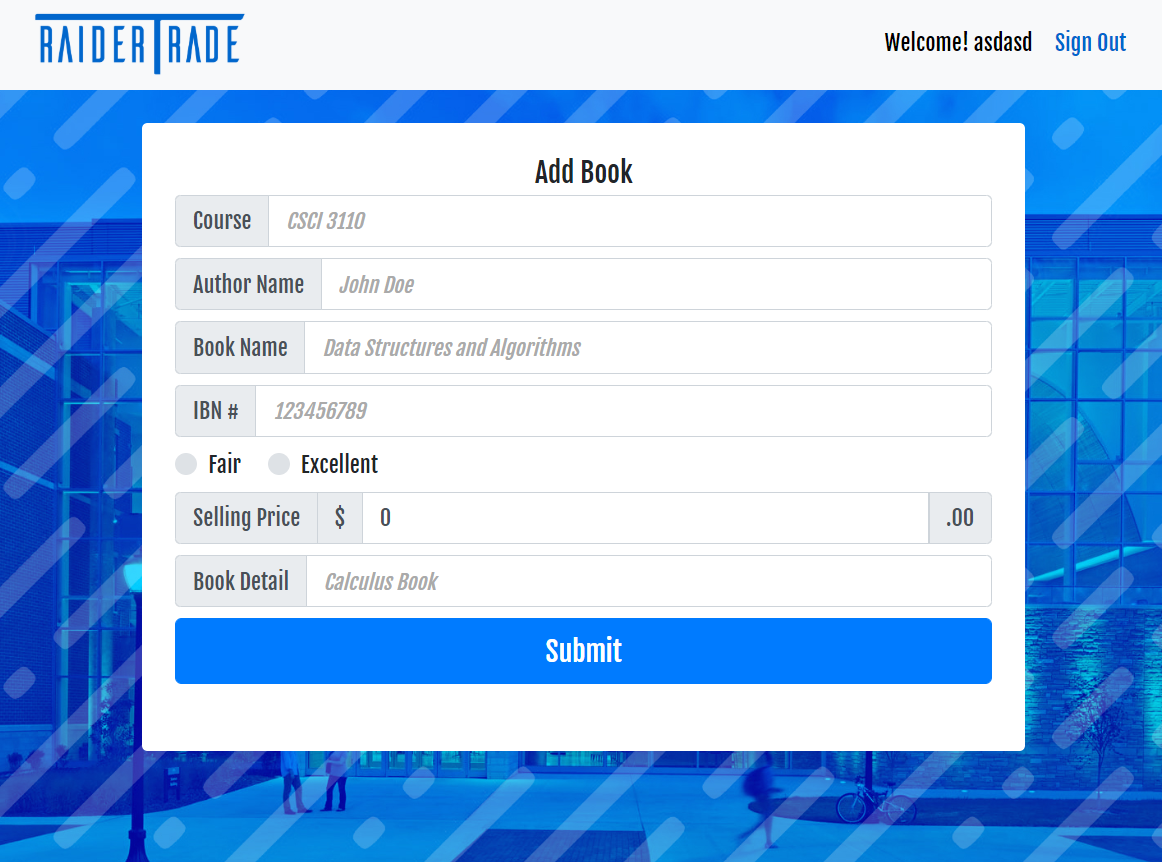 RAIDERTRADE
Welcome! asdasd Sign Out
Add Book
Course CSCI 3110
Author Name John Doe
Book Name Data Structures and Algorithms
IBN # 123456789
Fair Excellent
Selling Price $ 0 .00
Book Detail Calculus Book
Submit